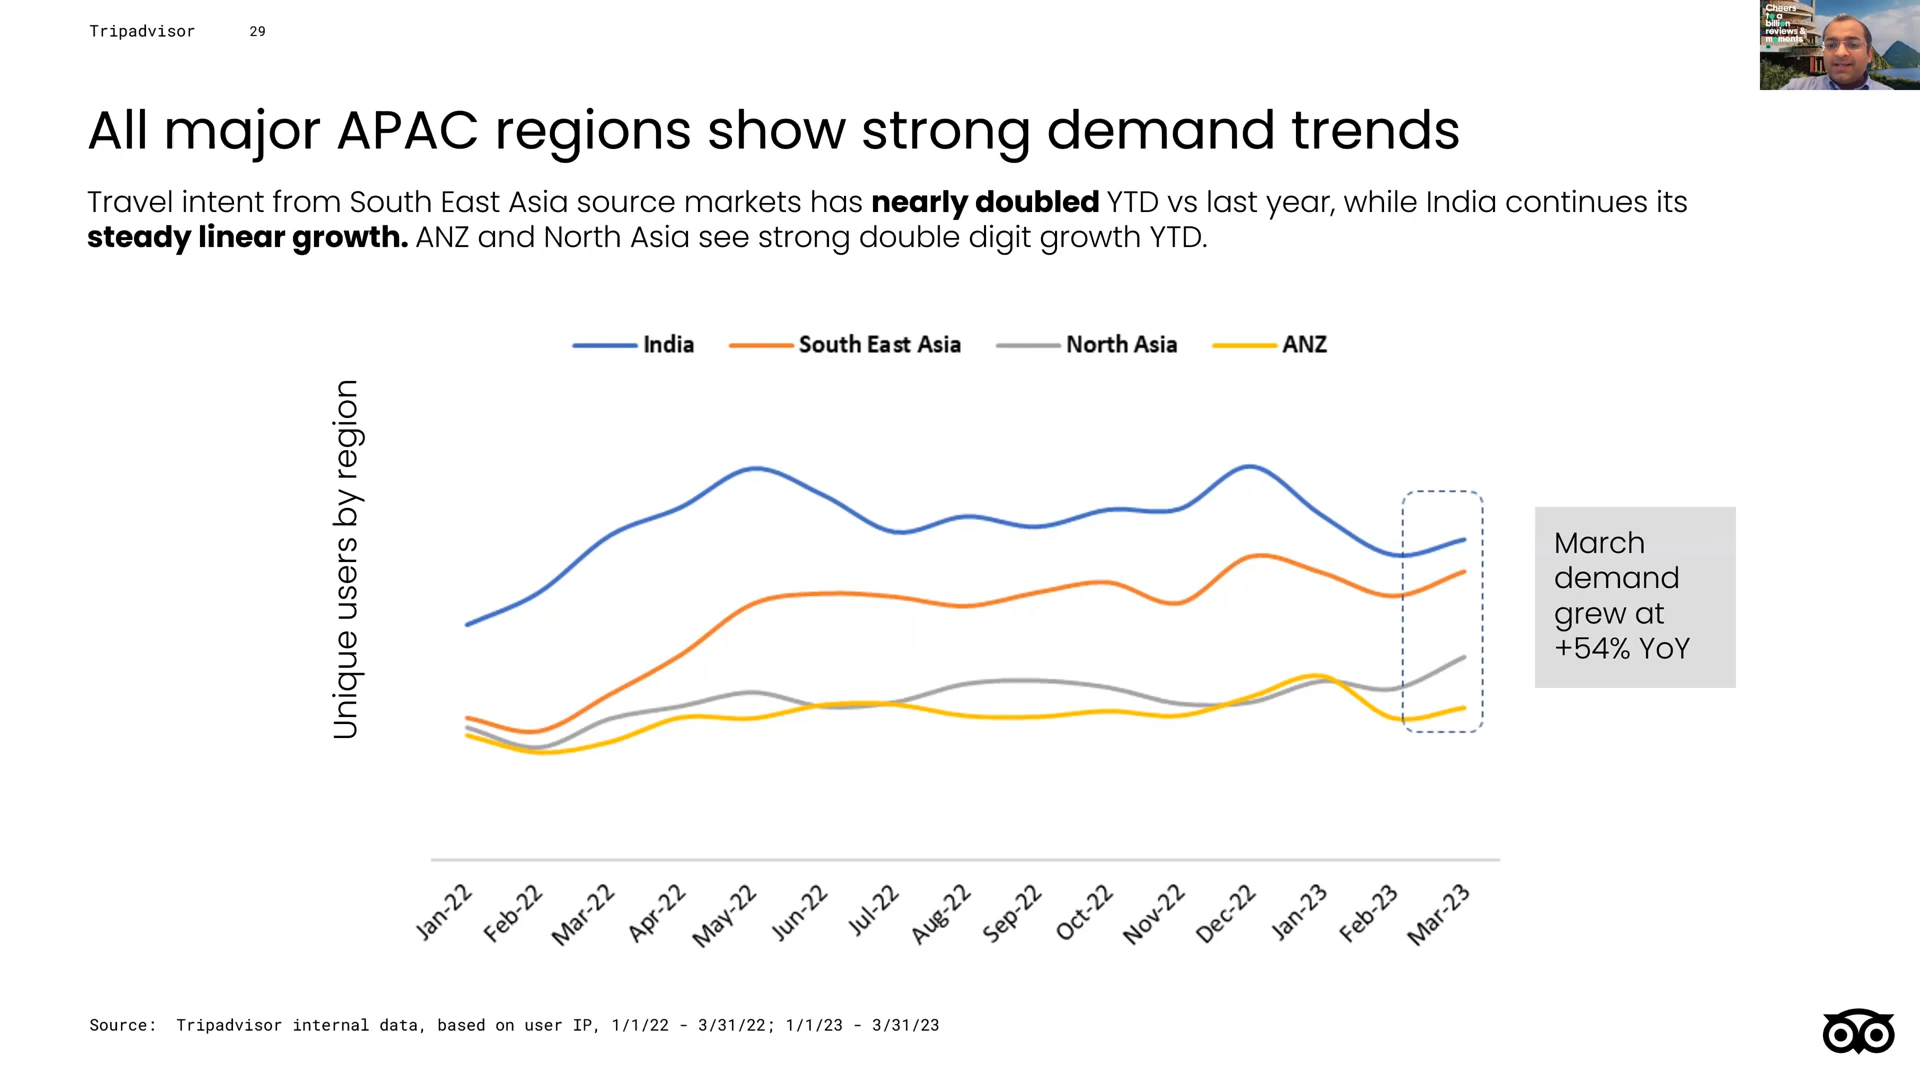 Tripadvisor 29
Cheers
to a
billion
reviews &
moments
All major APAC regions show strong demand trends
Travel intent from South East Asia source markets has nearly doubled YTD vs last year, while India continues its
steady linear growth. ANZ and North Asia see strong double digit growth YTD.
India South East Asia North Asia ANZ
Unique users by region
March
demand
grew at
+54% YoY
Jan-22 Feb-22 Mar-22 Apr-22 May-22 Jun-22 Jul-22 Aug-22 Sep-22 Oct-22 Nov-22 Dec-22 Jan-23 Feb-23 Mar-23
Source: Tripadvisor internal data, based on user IP, 1/1/22 - 3/31/22; 1/1/23 - 3/31/23